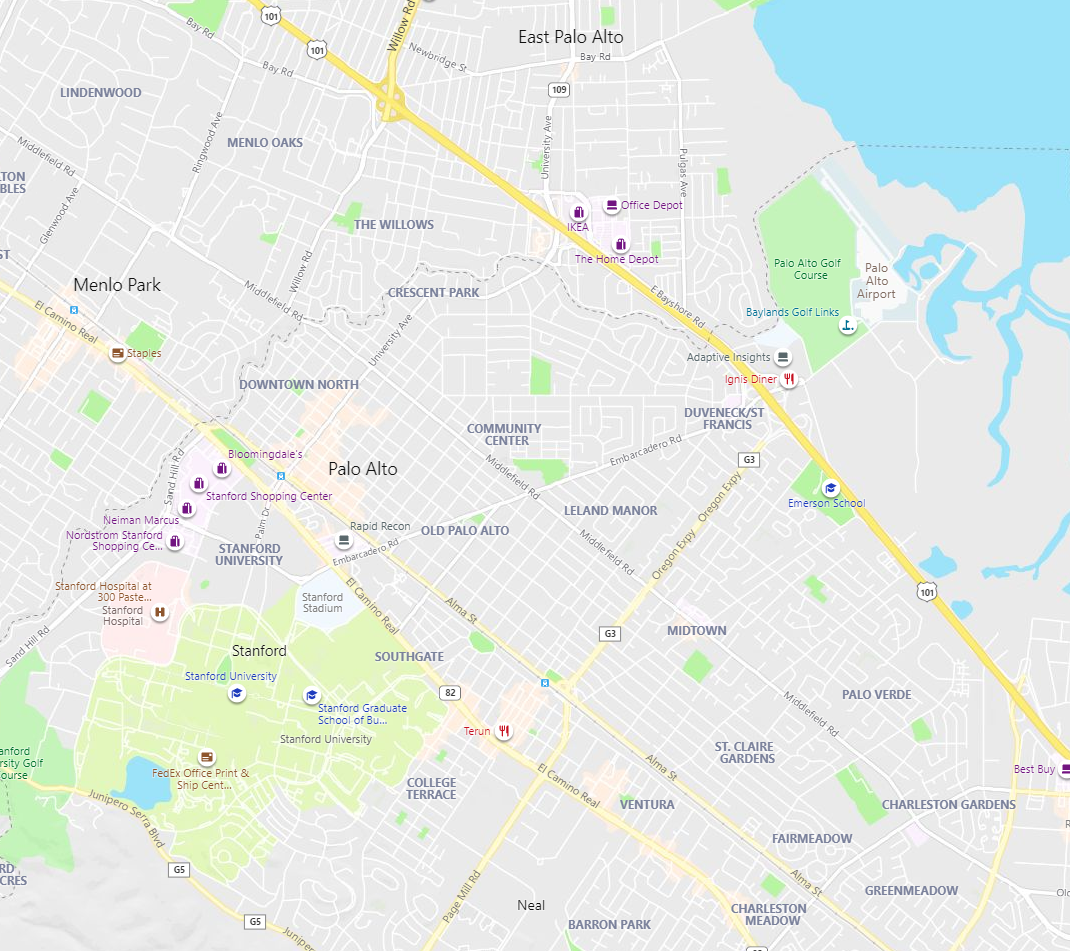 101
Willow Rd
East Palo Alto
Bay Rd
101
Newbridge St
Bay Rd
Bay Rd
LINDENWOOD
109
Ringwood Ave
MENLO OAKS
University Ave
Middlefield Rd
Pulgas Ave
TON
BLES
Glenwood Ave
Office Depot
IKEA
THE WILLOWS
ST
The Home Depot
Willow Rd
Palo Alto Golf
Course
Palo
Alto
Airport
Menlo Park
Middlefield Rd
CRESCENT PARK
E Bayshore Rd
El Camino Real
University Ave
Baylands Golf Links
Staples
Adaptive Insights
Ignis Diner
DOWNTOWN NORTH
DUVENECK/ST
FRANCIS
COMMUNITY
CENTER
Embarcadero Rd
Bloomingdale's
Sand Hill Rd
Palo Alto
G3
Middlefield Rd
Stanford Shopping Center
Emerson School
Palm Dr
Neiman Marcus
Oregon Expy
LELAND MANOR
Rapid Recon
OLD PALO ALTO
Nordstrom Stanford
Shopping Ce...
STANFORD
UNIVERSITY
Embarcadero Rd
Middlefield Rd
Oregon Expy
Stanford Hospital at
300 Paste...
Stanford
Hospital
H
Stanford
Stadium
El Camino Real
Alma St
101
Sand Hill Rd
G3
MIDTOWN
Stanford
SOUTHGATE
Stanford University
82
PALO VERDE
Stanford Graduate
School of Bu...
Middlefield Rd
Terun
Stanford University
anford
rsity Golf
ourse
FedEx Office Print &
Ship Cent...
ST. CLAIRE
GARDENS
Alma St
Best Buy
COLLEGE
TERRACE
El Camino Real
Junipero Serra Blvd
VENTURA
CHARLESTON GARDENS
R
FAIRMEADOW
G5
RD
CRES
Page Mill Rd
Alma St
GREENMEADOW
Old
Neal
CHARLESTON
MEADOW
G5
BARRON PARK
Junipero